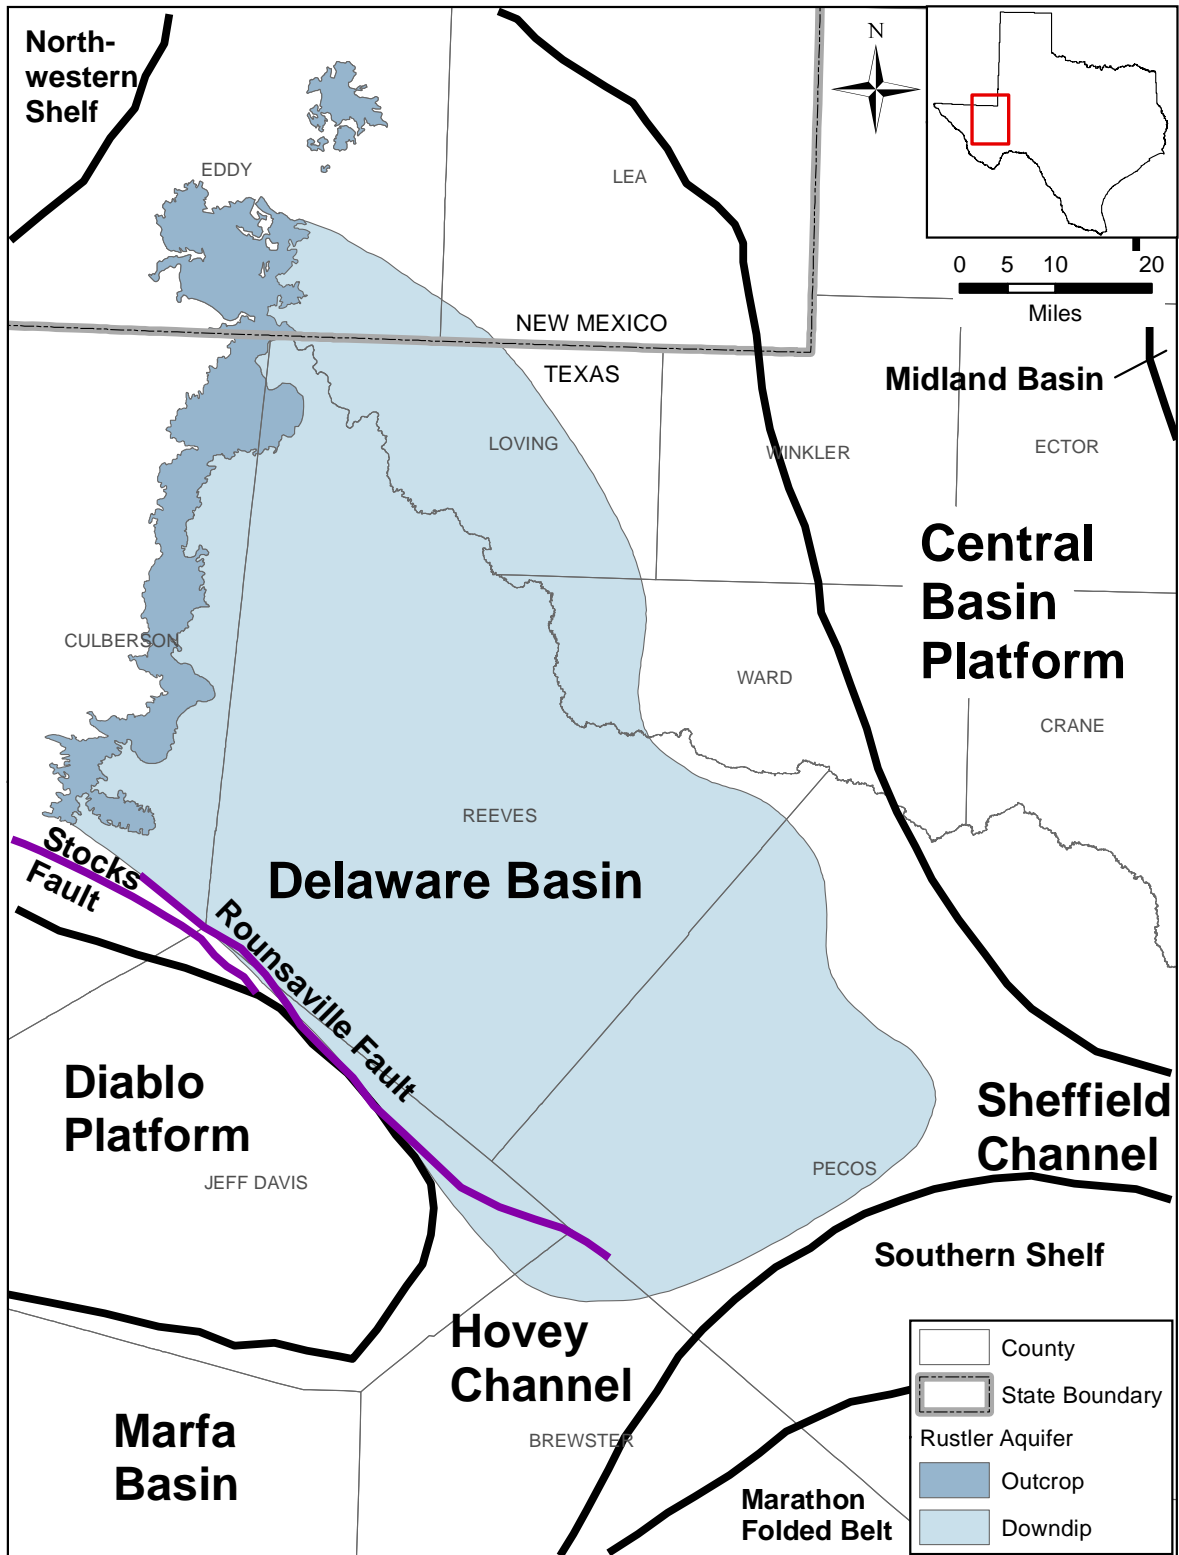 North-
western
Shelf
N
EDDY
LEA
0 5 10 20
Miles
NEW MEXICO
TEXAS
Midland Basin
LOVING
WINKLER
ECTOR
Central
Basin
Platform
CULBERSON
WARD
CRANE
REEVES
Delaware Basin
Stocks
Fault
Rounsaville Fault
Diablo
Platform
JEFF DAVIS
Sheffield
Channel
PECOS
Southern Shelf
Hovey
Channel
BREWSTER
Marfa
Basin
Marathon
Folded Belt
County
State Boundary
Rustler Aquifer
Outcrop
Downdip